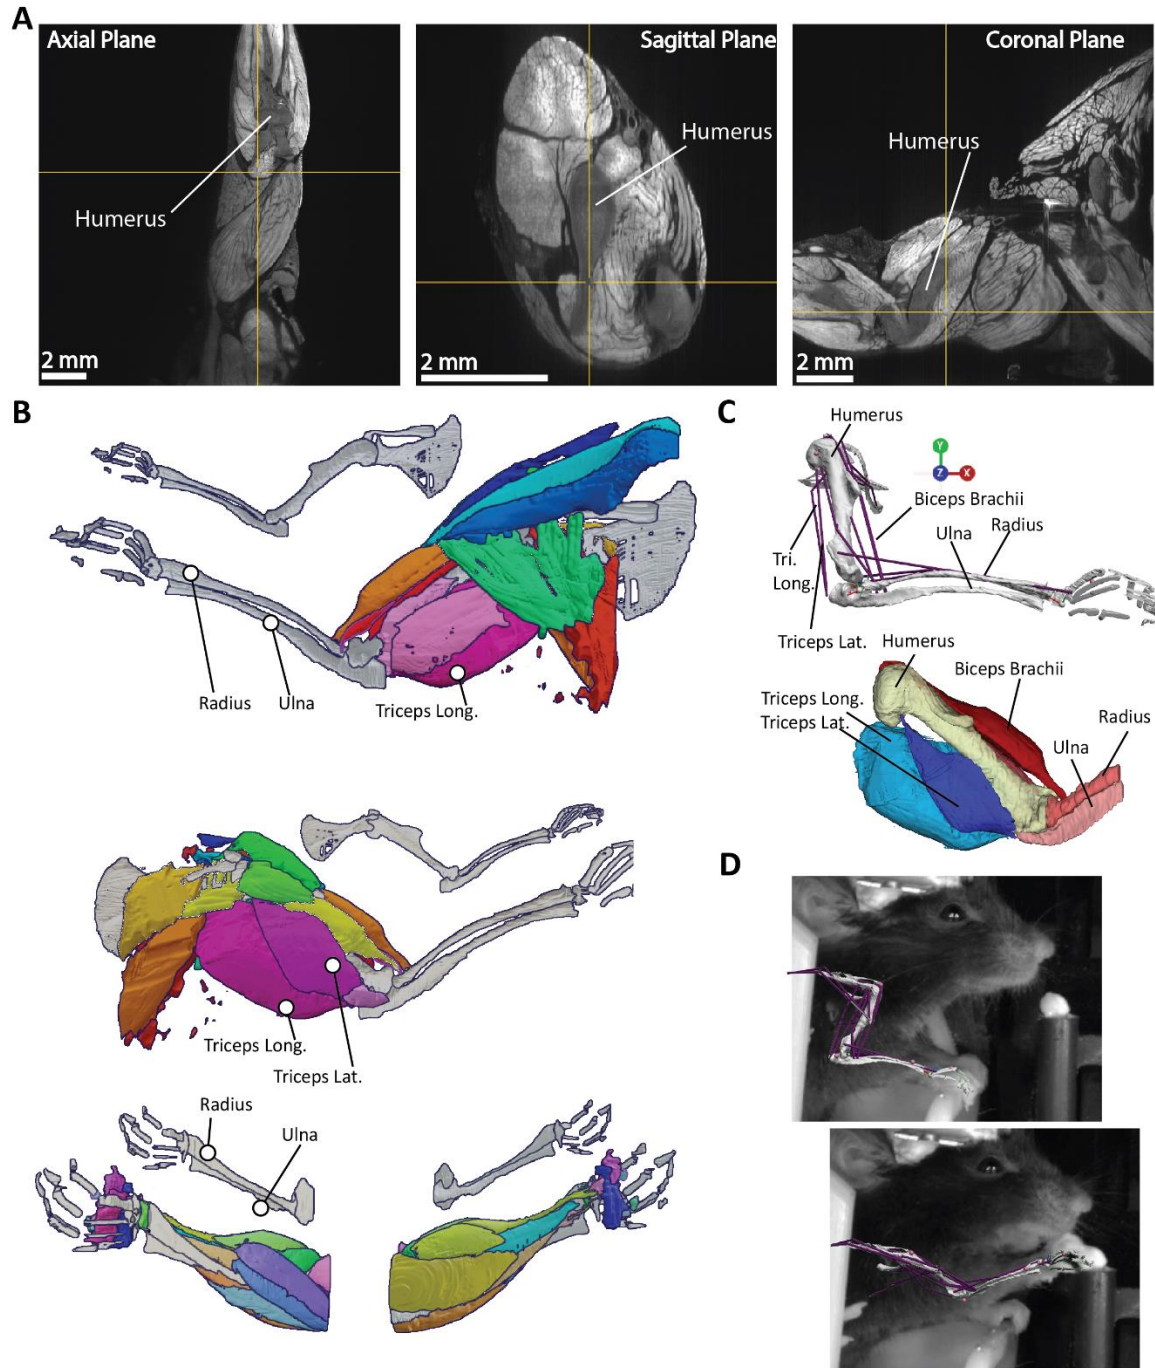 A
Axial Plane
Humerus
2 mm
Sagittal Plane
Humerus
2 mm
Coronal Plane
Humerus
2 mm
B
Radius
Ulna
Triceps Long.
Triceps Long.
Triceps Lat.
Radius
Ulna
C
Humerus
Y
Z
X
Biceps Brachii
Radius
Ulna
Tri.
Long.
Triceps Lat.
Humerus
Biceps Brachii
Triceps Long.
Triceps Lat.
Radius
Ulna
D